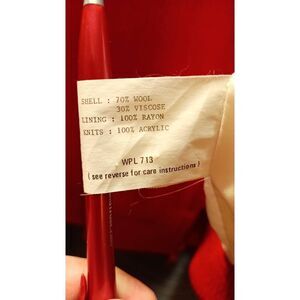 SHELL : 70% WOOL
30% VISCOSE
LINING : 100% RAYON
KNITS : 100% ACRYLIC
WPL 713
( see reverse for care instructions )